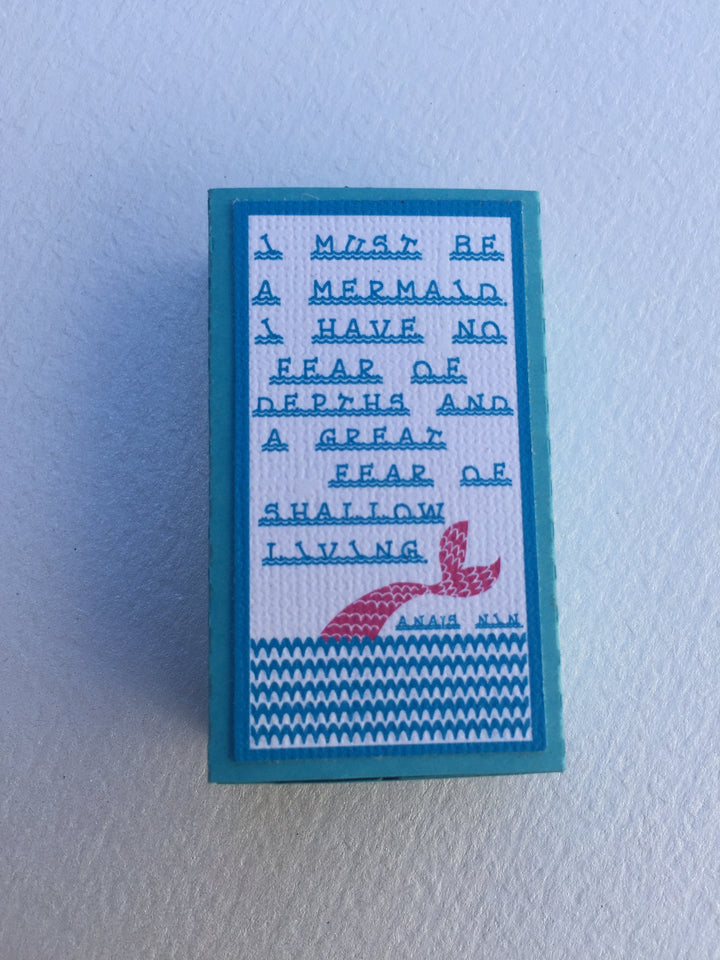 I MUST BE
A MERMAID.
I HAVE NO
FEAR OF
DEPTHS AND
A GREAT
FEAR OF
SHALLOW
LIVING
ANAIS NIN